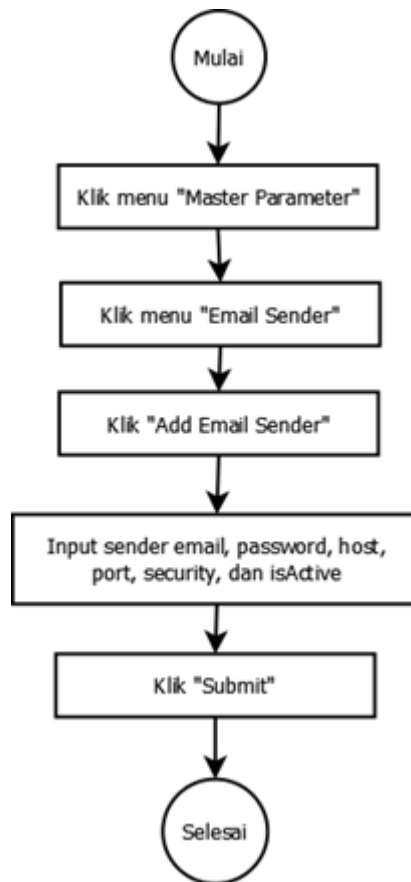 Mulai
Klik menu "Master Parameter"
Klik menu "Email Sender"
Klik "Add Email Sender"
Input sender email, password, host,
port, security, dan isActive
Klik "Submit"
Selesai